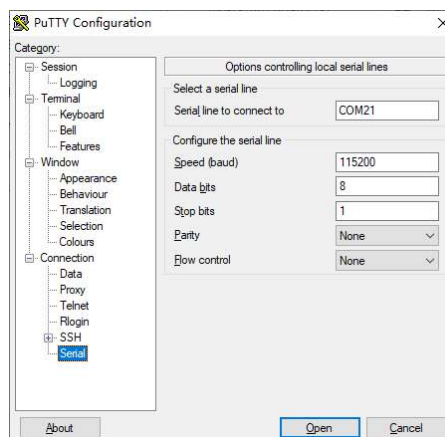 PuTTY Configuration
Category:
Session
Logging
Terminal
Keyboard
Bell
Features
Window
Appearance
Behaviour
Translation
Selection
Colours
Connection
Data
Proxy
Telnet
Rlogin
SSH
Serial
Options controlling local serial lines
Select a serial line
Serial line to connect to COM21
Configure the serial line
Speed (baud) 115200
Data bits 8
Stop bits 1
Parity None
Flow control None
About Open Cancel